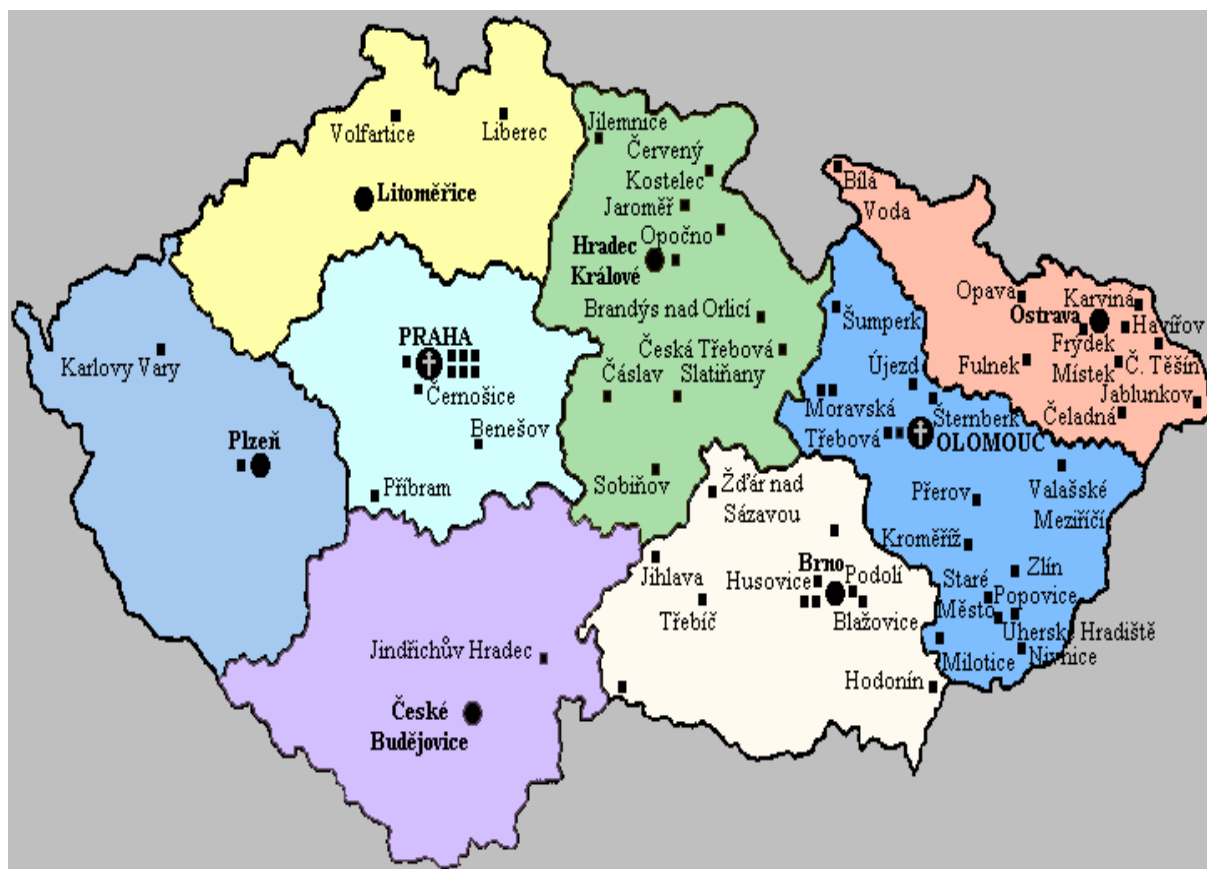 Volfartice
Liberec
Litoměřice
Jilemnice
Červený
Kostelec
Jaroměř
Opočno
Hradec
Králové
Brandýs nad Orlicí
Česká Třebová
Čáslav
Slatiňany
Sobiňov
Karlovy Vary
Plzeň
PRAHA
Černošice
Benešov
Příbram
Jindřichův Hradec
České
Budějovice
Žďár nad
Sázavou
Jihlava
Třebíč
Brno
Husovice
Podolí
Blažovice
Hodonín
Šumperk
Újezd
Moravská
Třebová
Šternberk
OLOMOUC
Přerov
Valašské
Meziříčí
Kroměříž
Zlín
Staré
Město
Popovice
Uherské Hradiště
Nivnice
Milotice
Bílá
Voda
Opava
Karviná
Ostrava
Havířov
Frýdek
Místek
Č. Těšín
Fulnek
Jablunkov
Čeladná